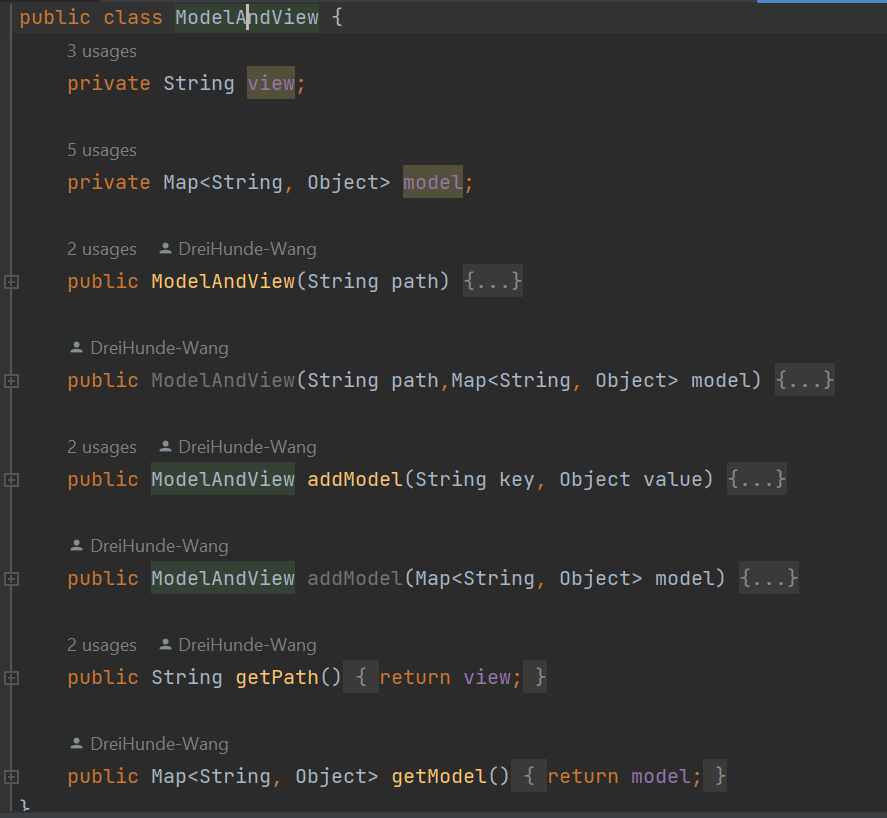 public class ModelAndView {
3 usages
private String view;
5 usages
private Map<String, Object> model;
2 usages DreiHunde-Wang
public ModelAndView(String path) {...}
DreiHunde-Wang
public ModelAndView(String path,Map<String, Object> model) {...}
2 usages DreiHunde-Wang
public ModelAndView addModel(String key, Object value) {...}
DreiHunde-Wang
public ModelAndView addModel(Map<String, Object> model) {...}
2 usages DreiHunde-Wang
public String getPath() { return view; }
DreiHunde-Wang
public Map<String, Object> getModel() { return model; }
}